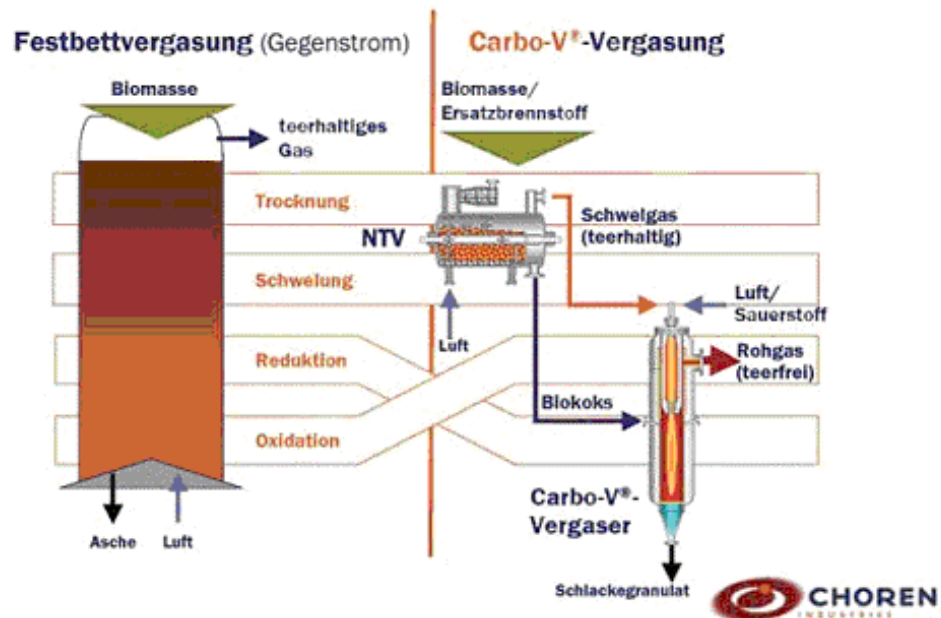 Festbettvergasung (Gegenstrom)
Carbo-V®-Vergasung
Biomasse
teerhaltiges
Gas
Biomasse/
Ersatzbrennstoff
Trocknung
NTV
Schwelgas
(teerhaltig)
Schwelung
Luft
Luft/
Sauerstoff
Reduktion
Rohgas
(teerfrei)
Biokoks
Oxidation
Carbo-V®-
Vergaser
Asche
Luft
Schlackegranulat
CHOREN
INDUSTRIES